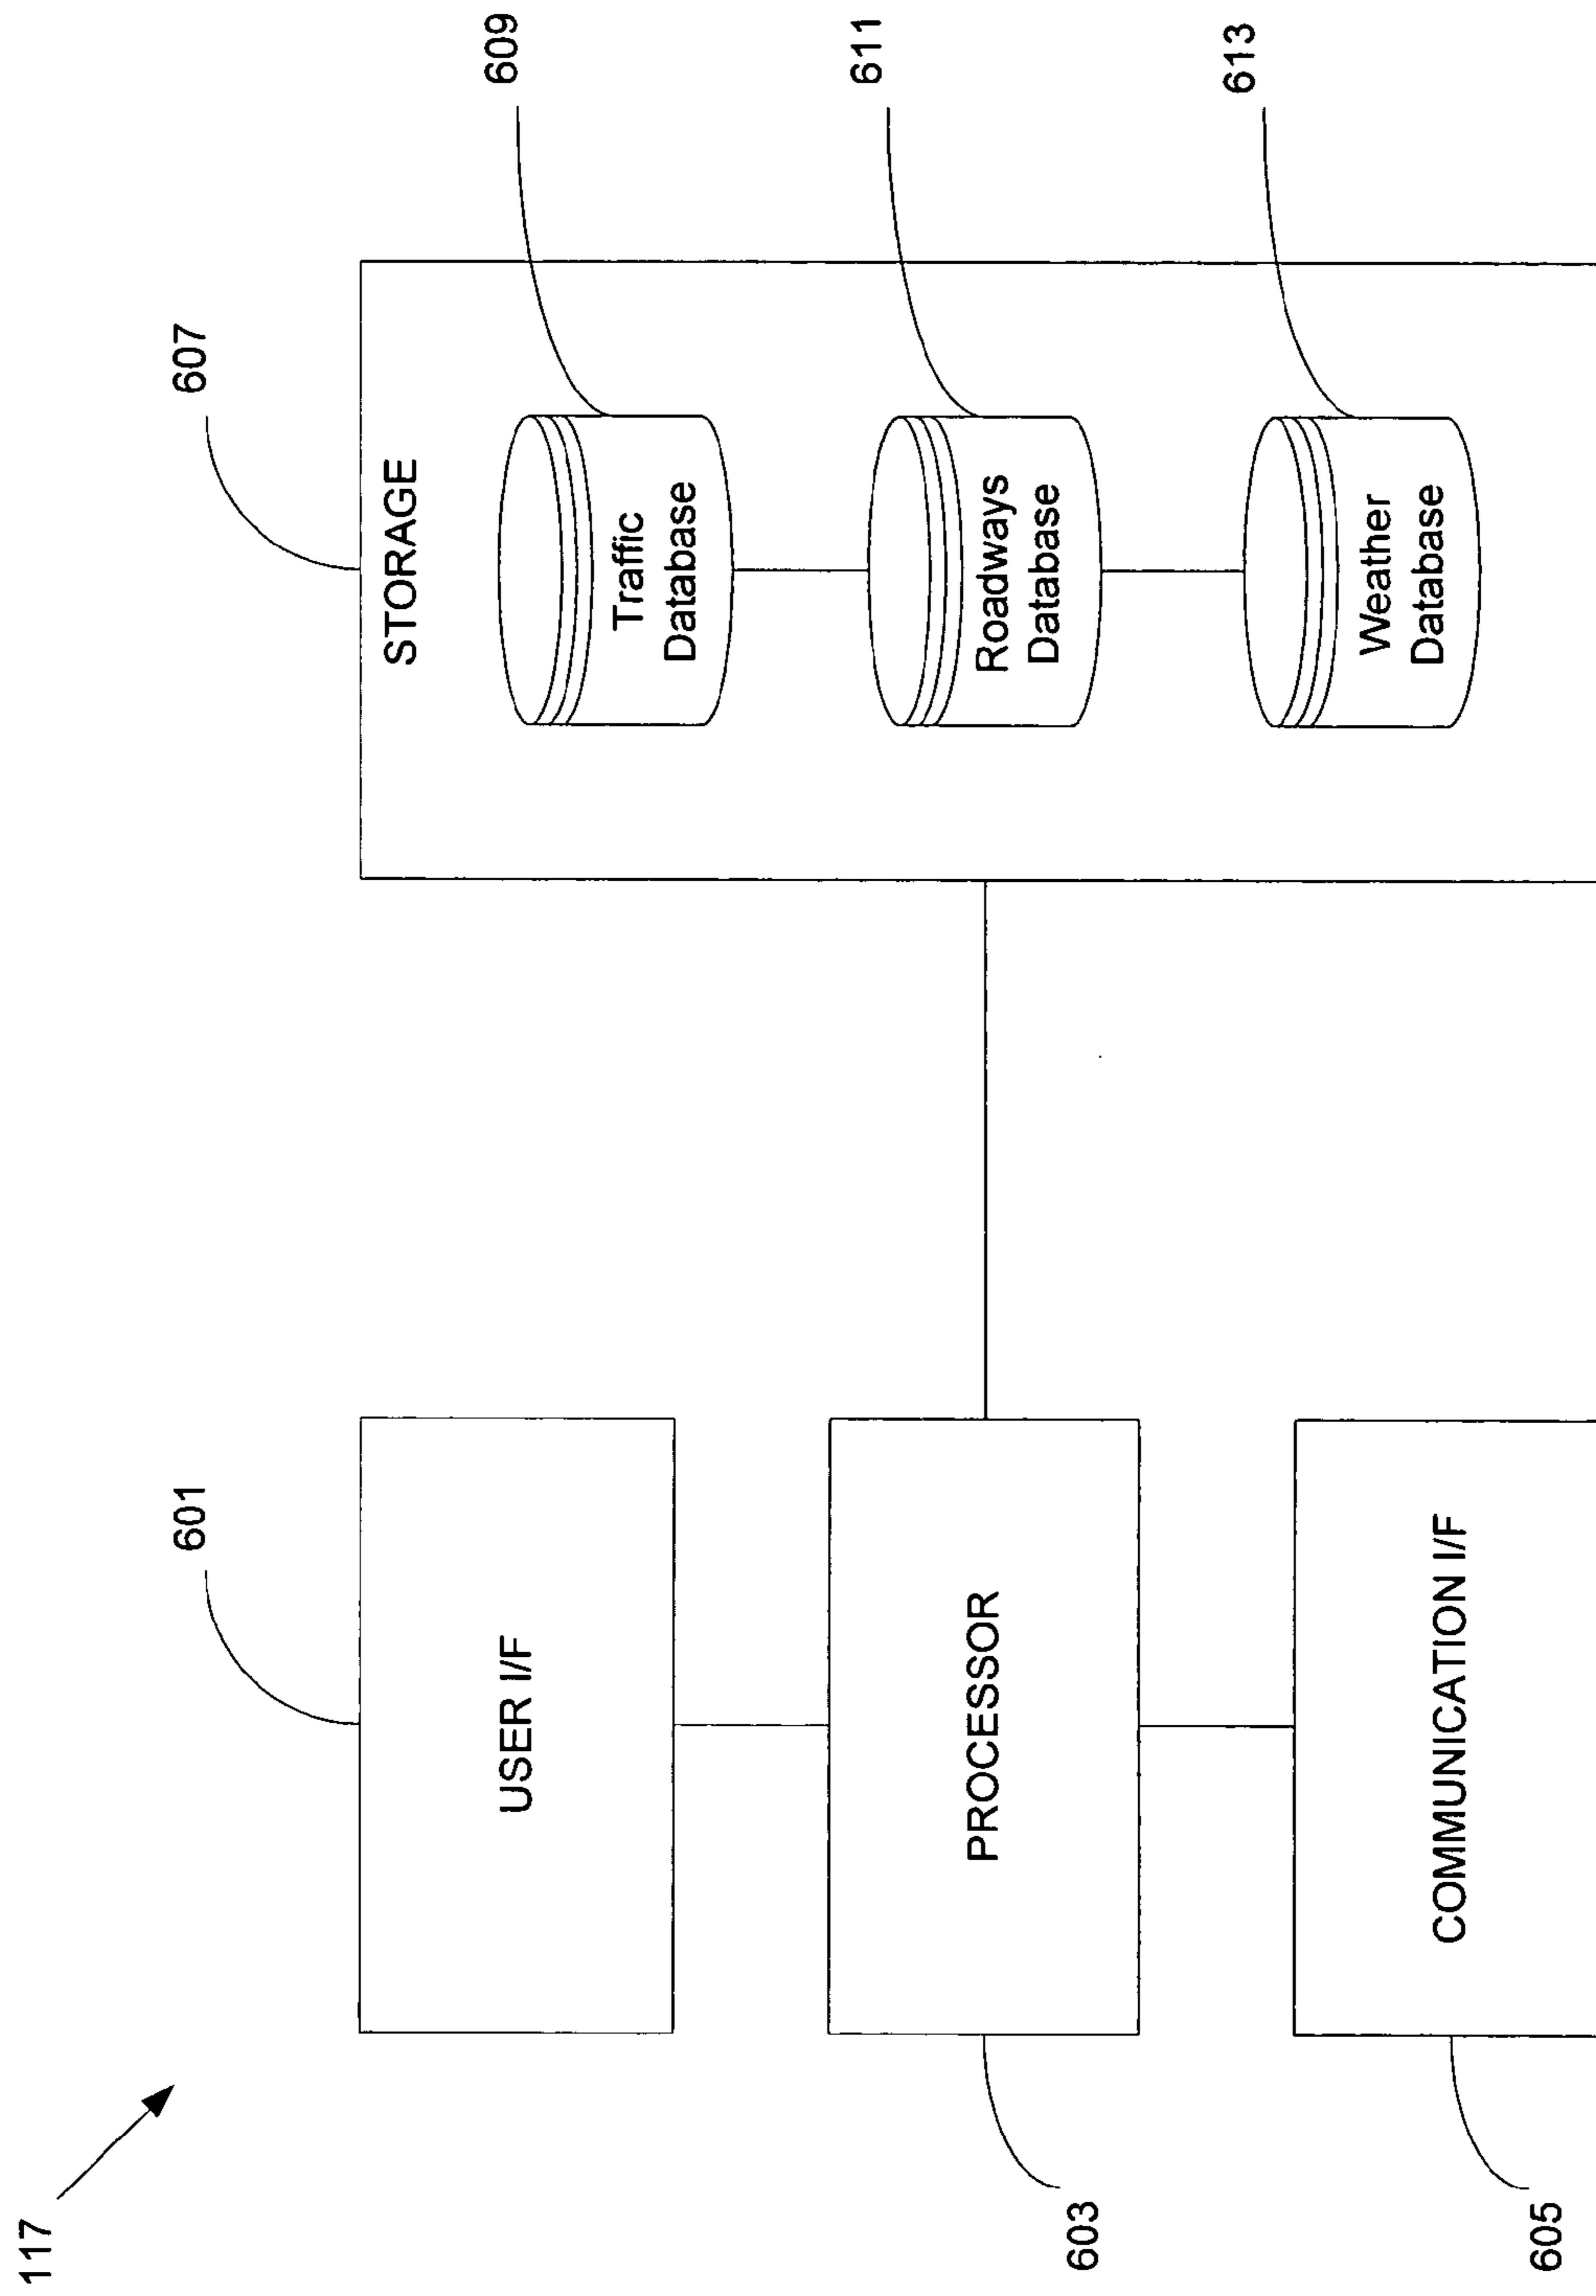 117
601
USER I/F
603
PROCESSOR
605
COMMUNICATION I/F
607
STORAGE
609
Traffic
Database
611
Roadways
Database
613
Weather
Database